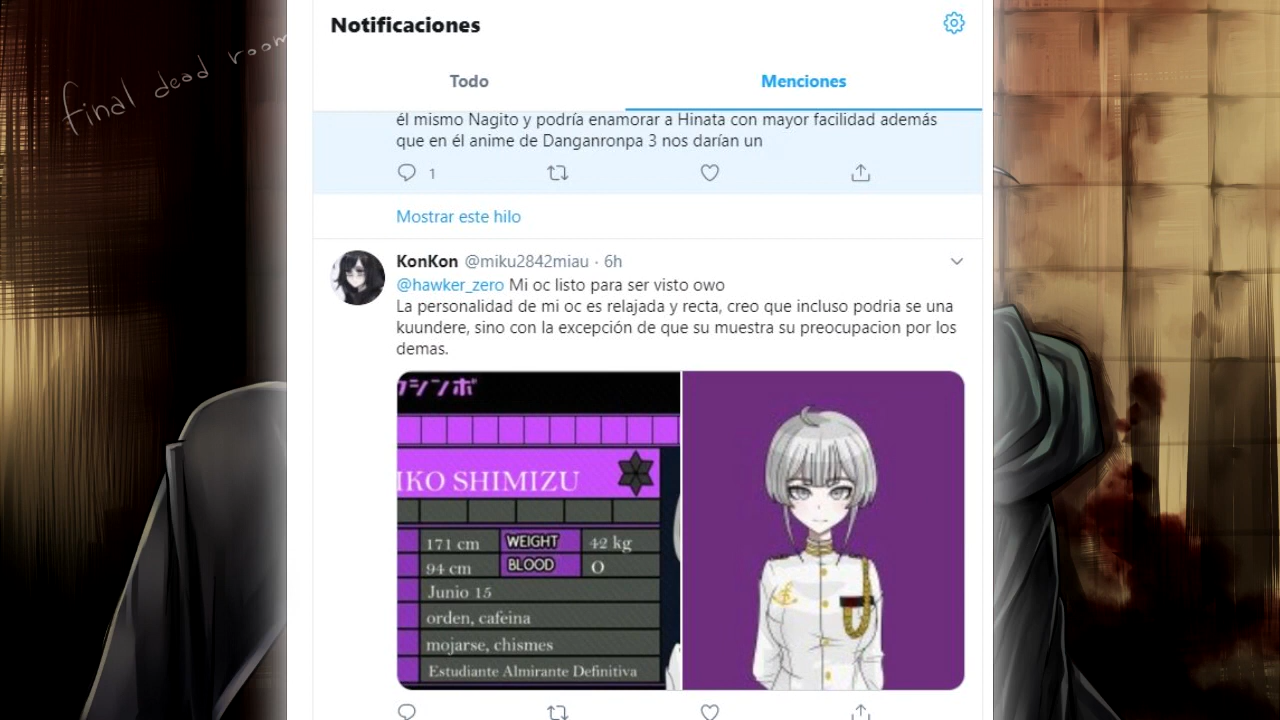 final dead room
Notificaciones
Todo
Menciones
él mismo Nagito y podría enamorar a Hinata con mayor facilidad además
que en él anime de Danganronpa 3 nos darían un
1
Mostrar este hilo
KonKon @miku2842miau · 6h
@hawker_zero Mi oc listo para ser visto owo
La personalidad de mi oc es relajada y recta, creo que incluso podria se una
kuundere, sino con la excepción de que su muestra su preocupacion por los
demas.
ウシンボ
IKO SHIMIZU
171 cm WEIGHT 42 kg
94 cm BLOOD O
Junio 15
orden, cafeina
mojarse, chismes
Estudiante Almirante Definitiva